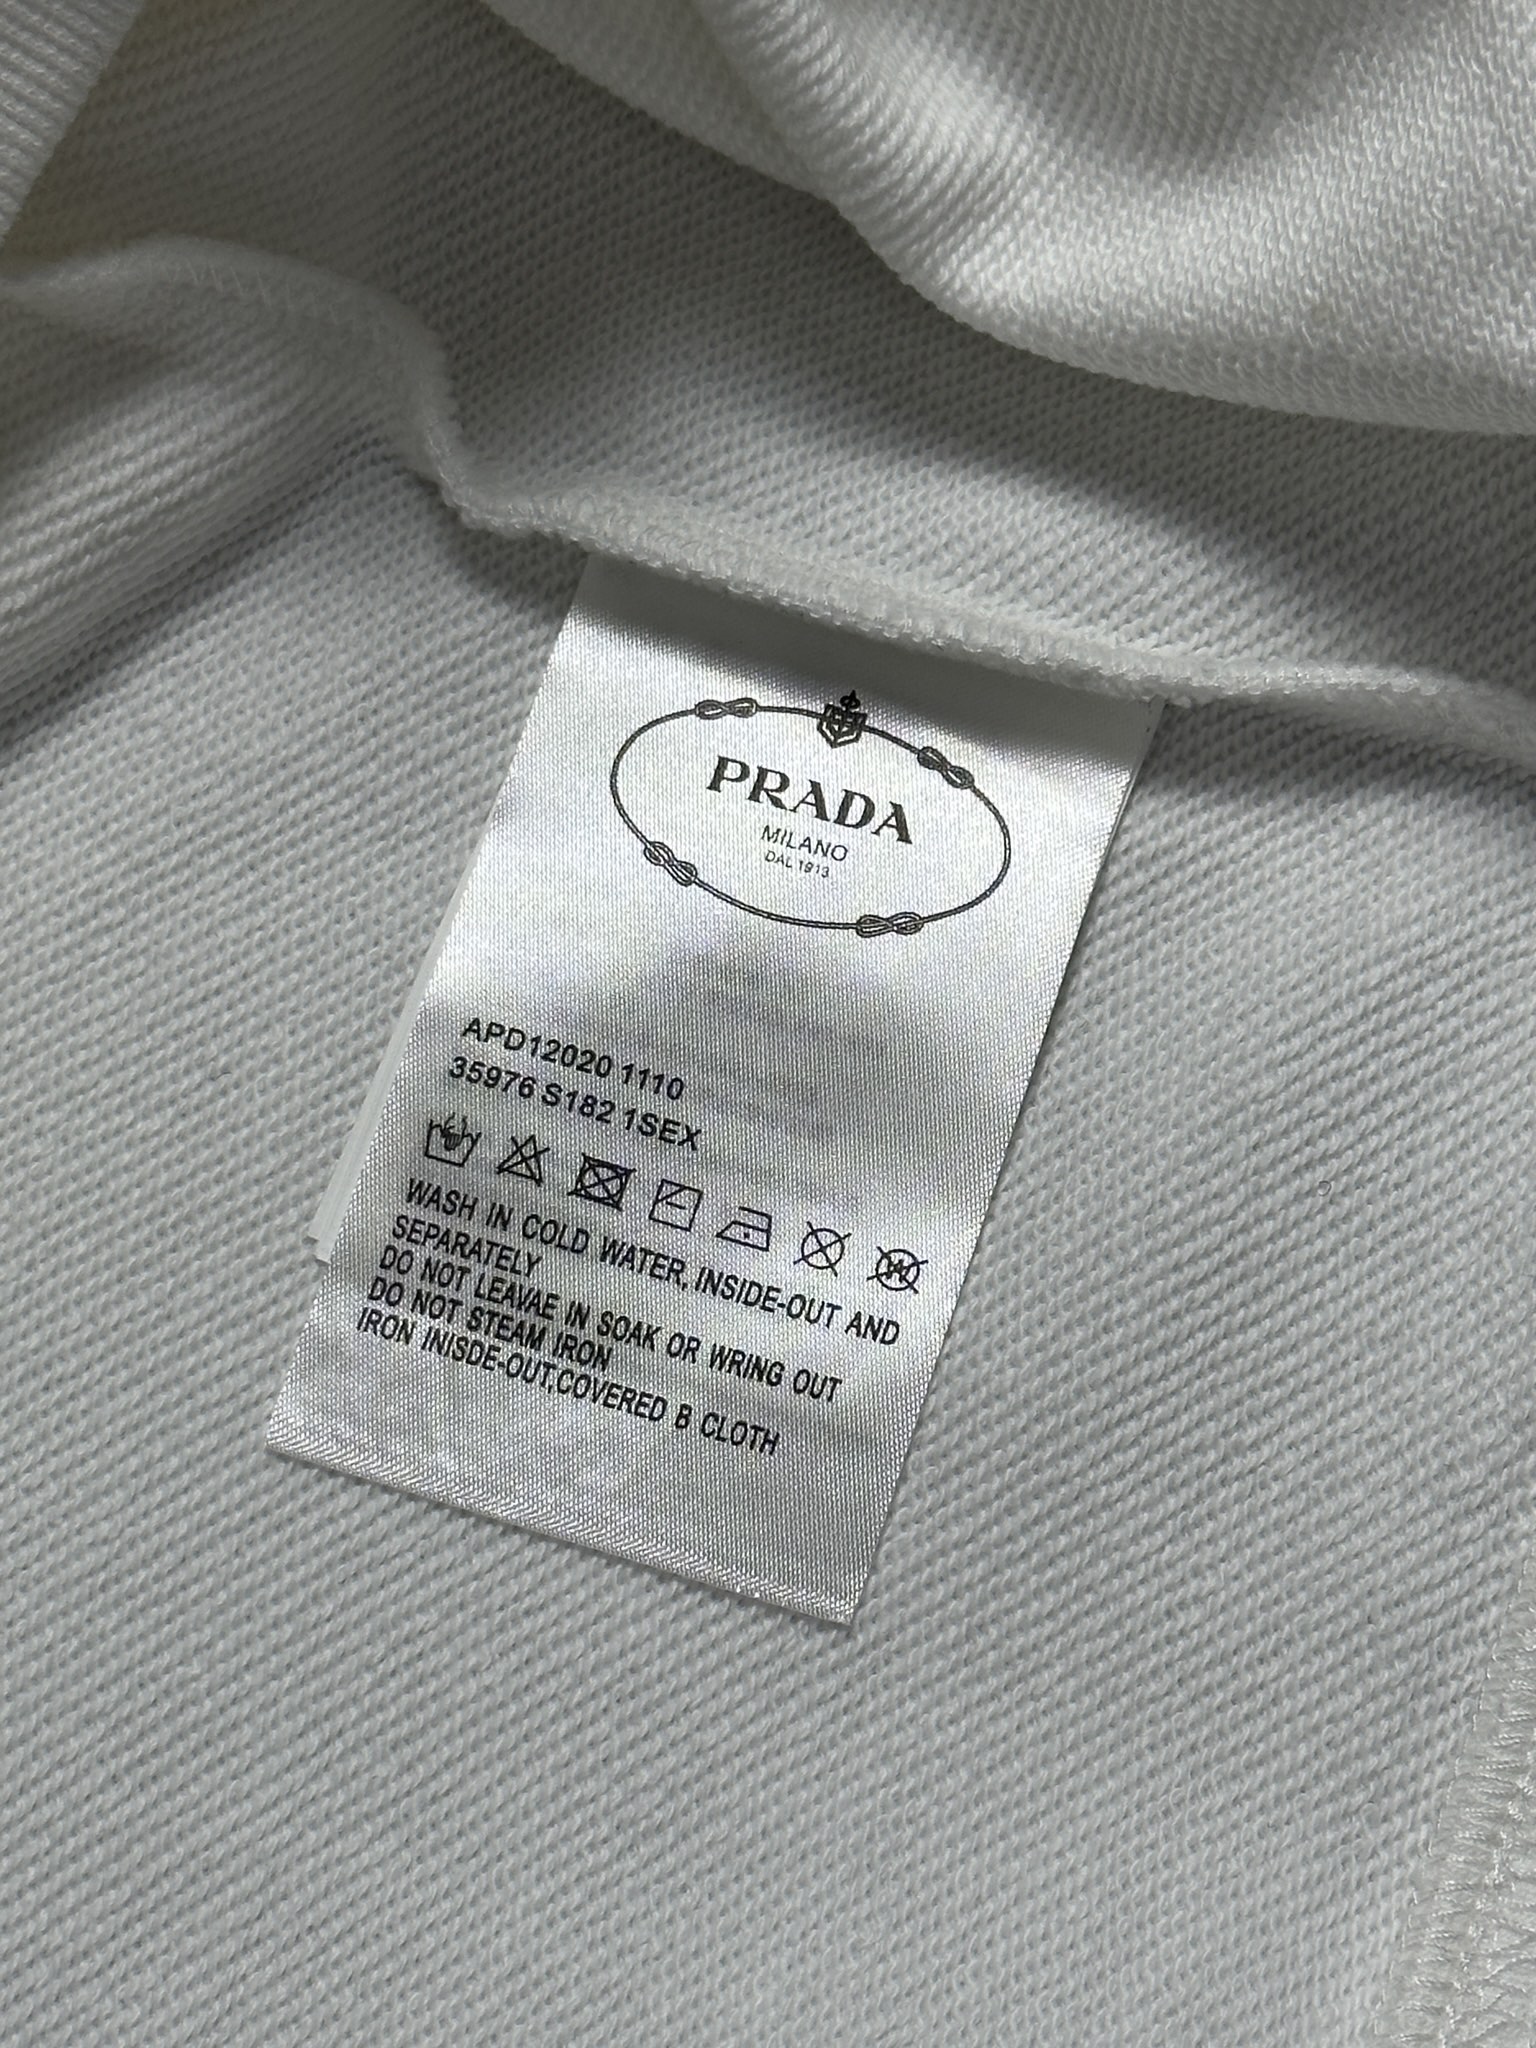 PRADA
MILANO
DAL 1913
APD12020 1110
35976 S182 1SEX
WASH IN COLD WATER, INSIDE-OUT AND
SEPARATELY
DO NOT LEAVAE IN SOAK OR WRING OUT
DO NOT STEAM IRON
IRON INISDE-OUT,COVERED B CLOTH